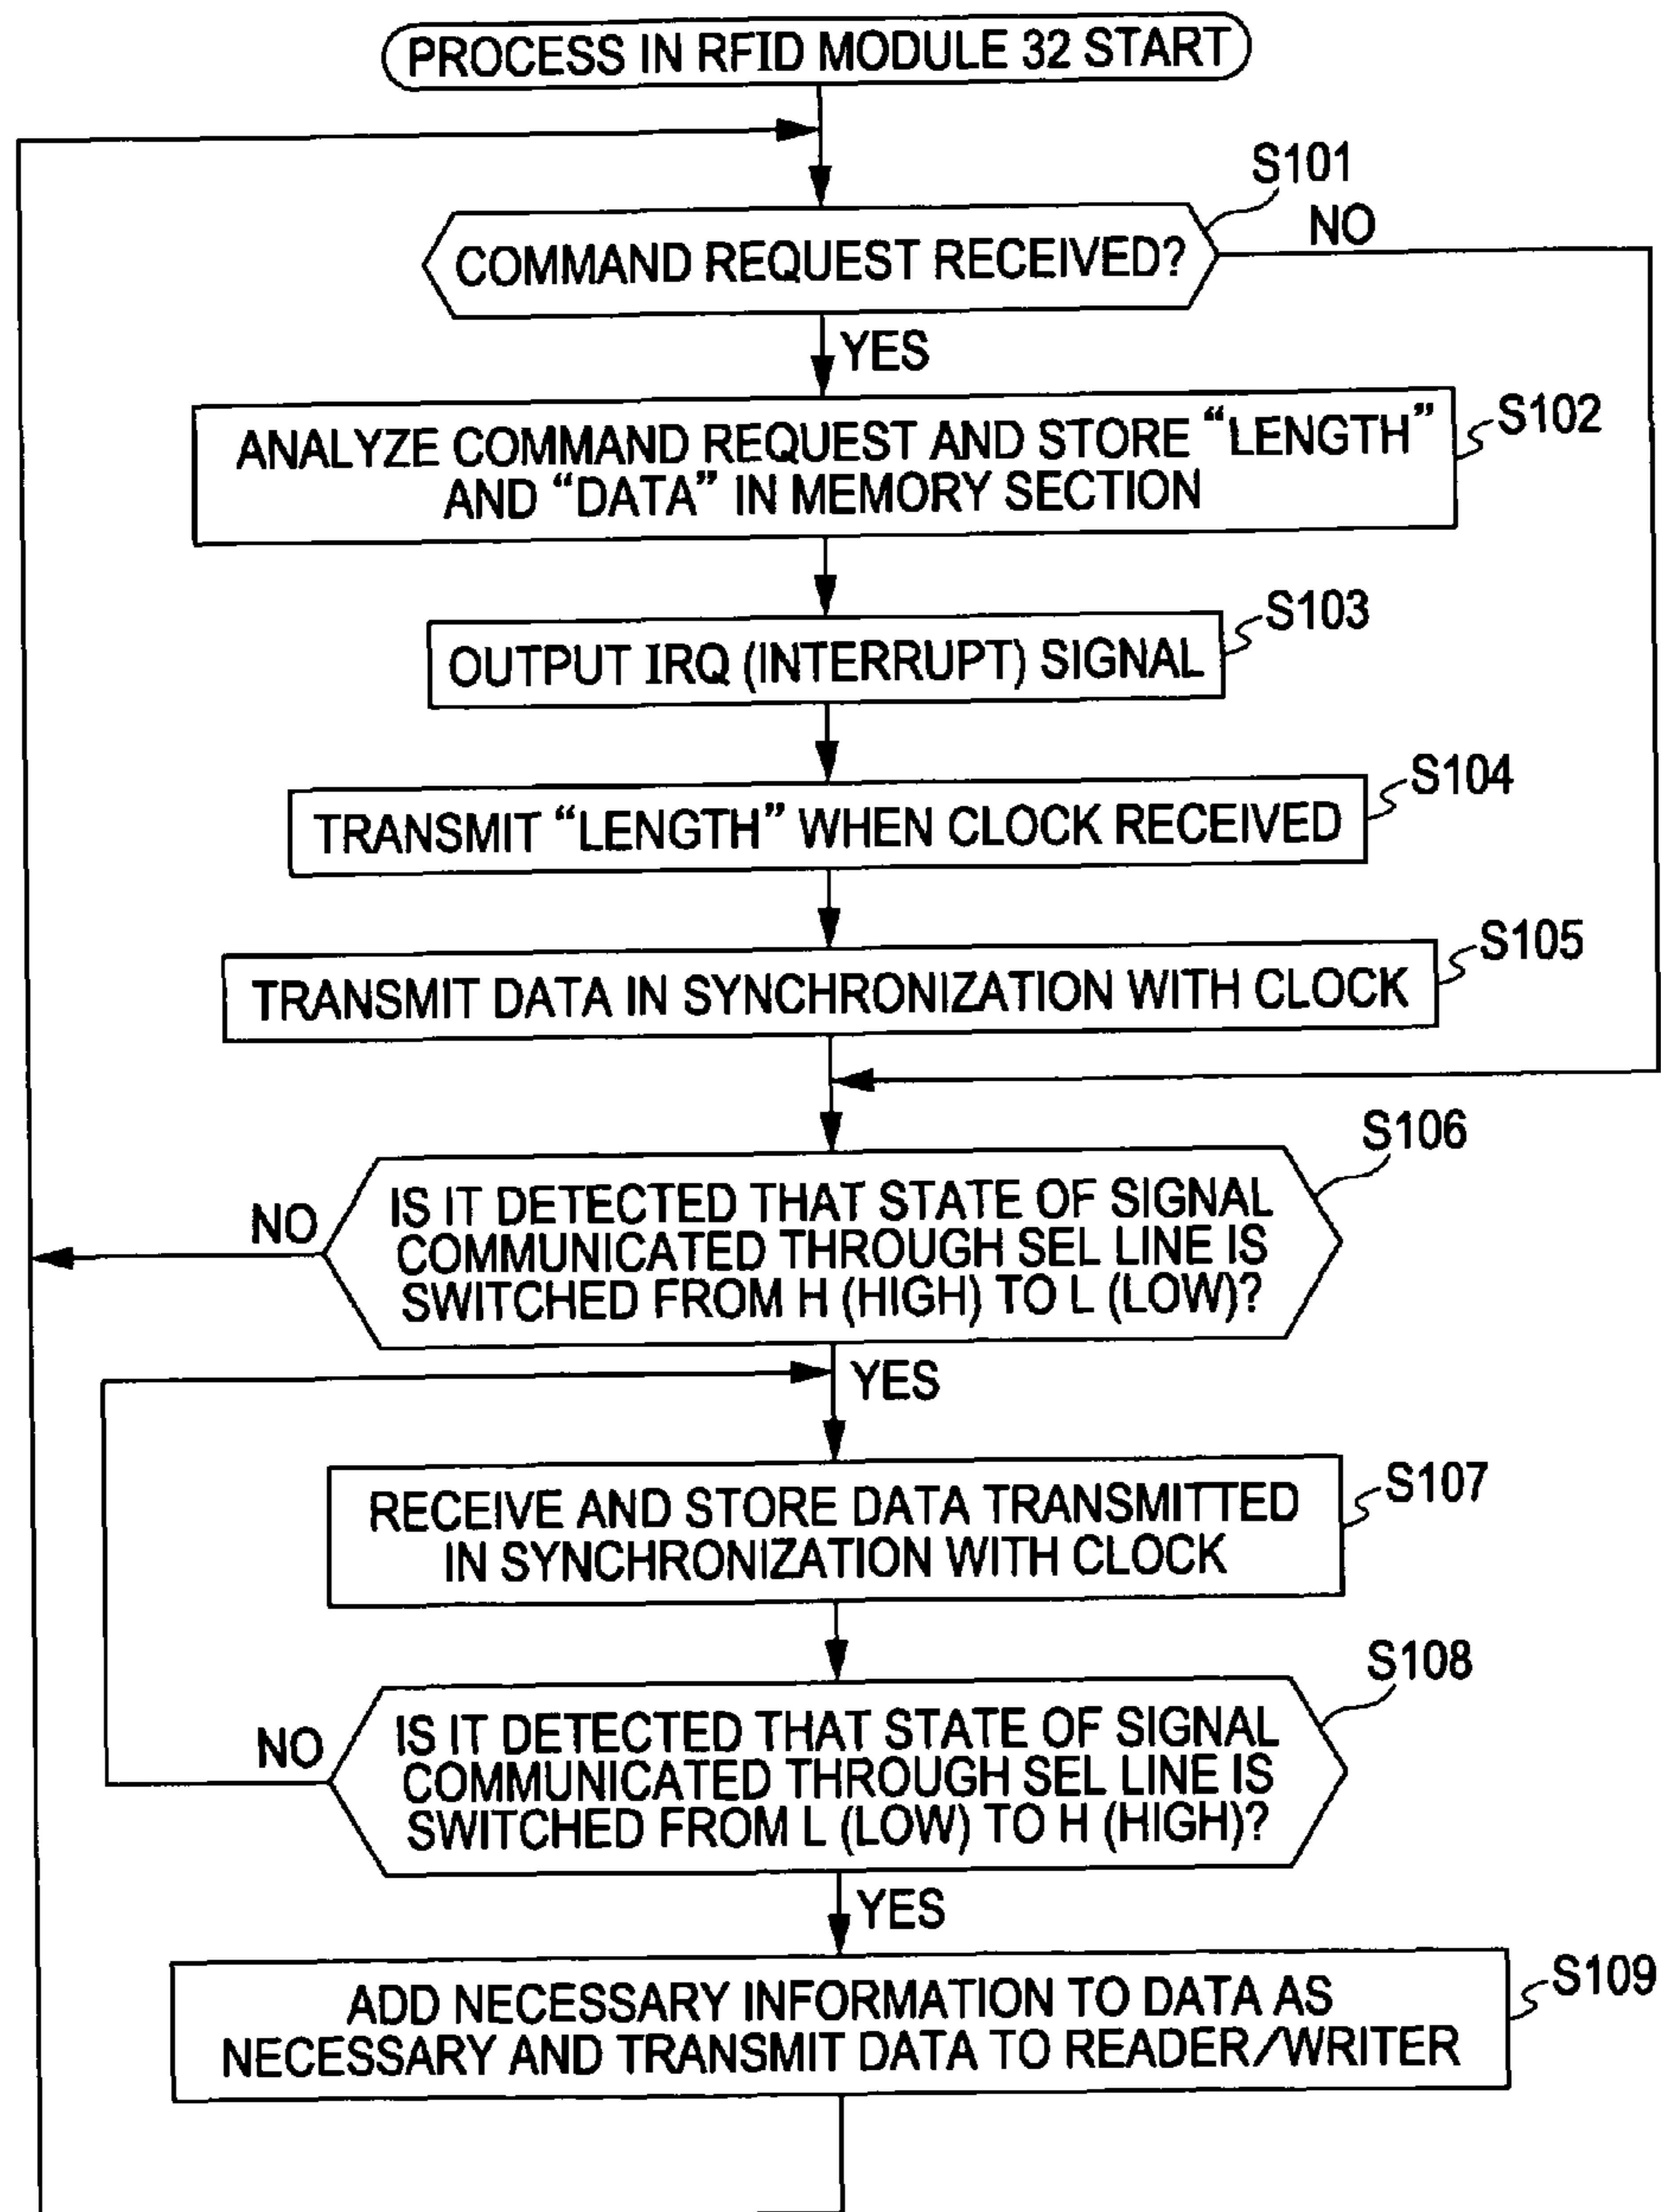 PROCESS IN RFID MODULE 32 START
S101
NO
COMMAND REQUEST RECEIVED?
YES
S102
ANALYZE COMMAND REQUEST AND STORE “LENGTH”
AND “DATA” IN MEMORY SECTION
S103
OUTPUT IRQ (INTERRUPT) SIGNAL
S104
TRANSMIT “LENGTH” WHEN CLOCK RECEIVED
S105
TRANSMIT DATA IN SYNCHRONIZATION WITH CLOCK
S106
NO
IS IT DETECTED THAT STATE OF SIGNAL
COMMUNICATED THROUGH SEL LINE IS
SWITCHED FROM H (HIGH) TO L (LOW)?
YES
S107
RECEIVE AND STORE DATA TRANSMITTED
IN SYNCHRONIZATION WITH CLOCK
S108
NO
IS IT DETECTED THAT STATE OF SIGNAL
COMMUNICATED THROUGH SEL LINE IS
SWITCHED FROM L (LOW) TO H (HIGH)?
YES
S109
ADD NECESSARY INFORMATION TO DATA AS
NECESSARY AND TRANSMIT DATA TO READER/WRITER